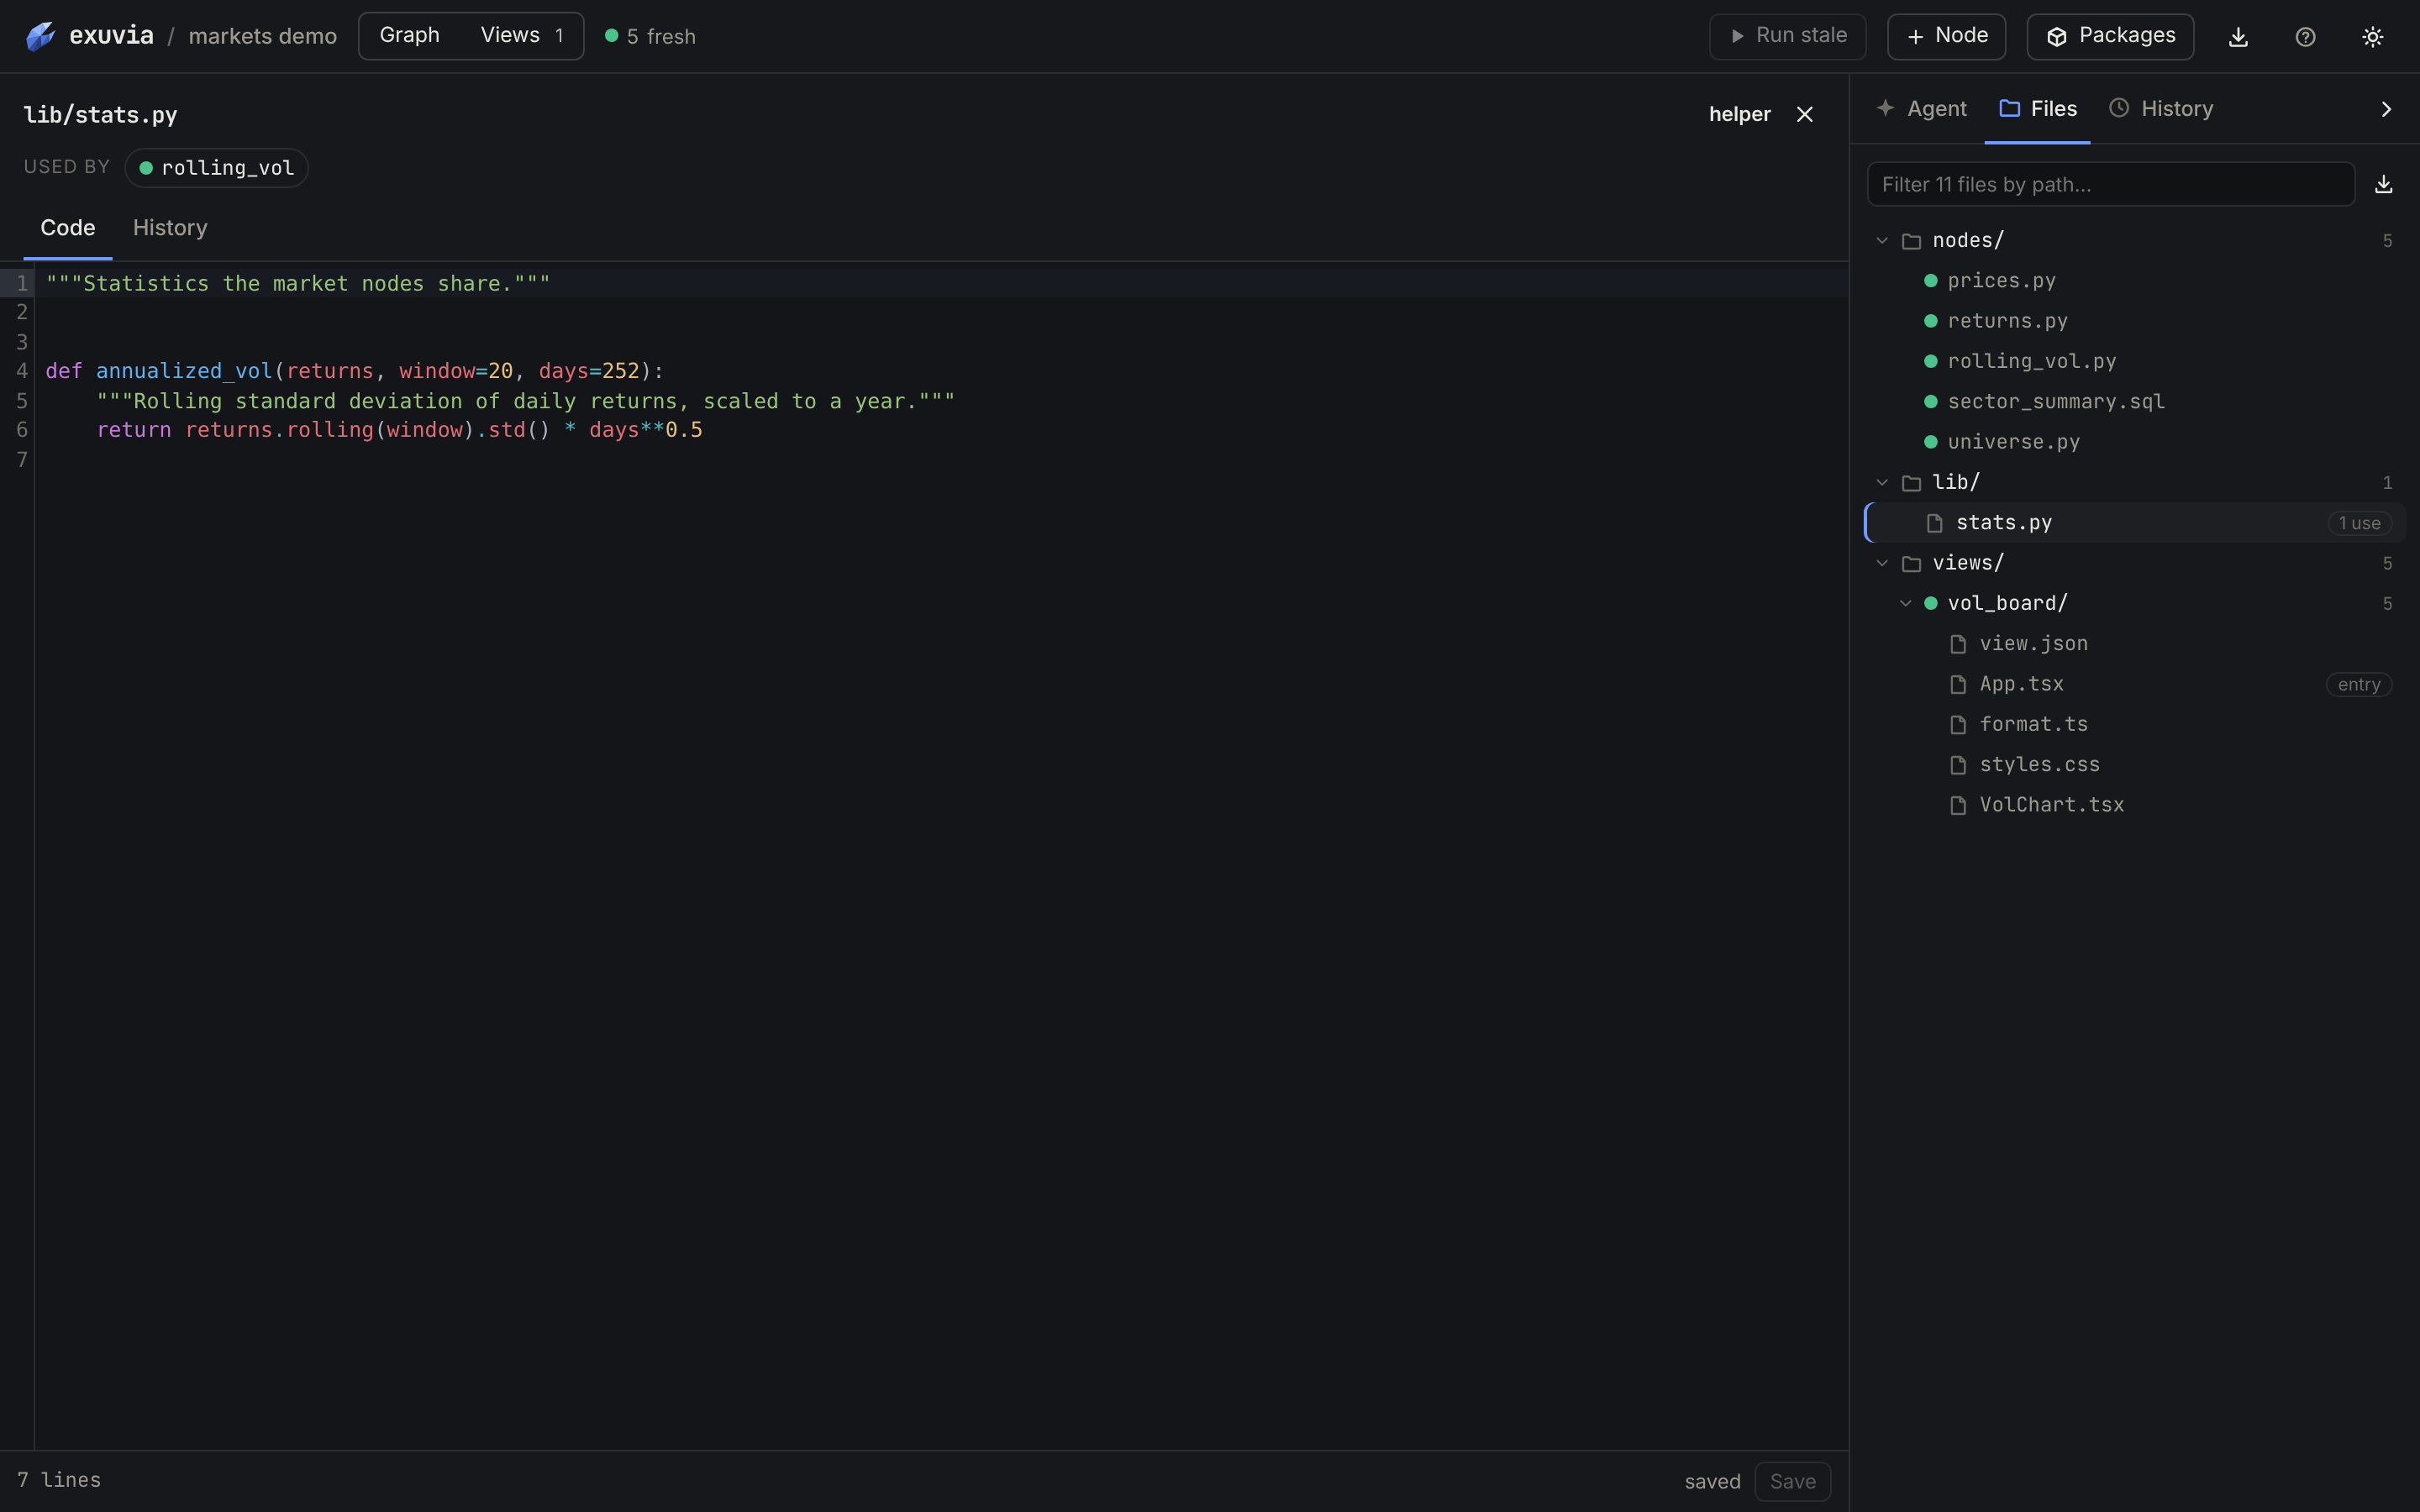 exuvia / markets demo Graph Views 1 5 fresh Run stale + Node Packages
lib/stats.py helper
USED BY rolling_vol
Code History
1 """Statistics the market nodes share."""
2
3
4 def annualized_vol(returns, window=20, days=252):
5     """Rolling standard deviation of daily returns, scaled to a year."""
6     return returns.rolling(window).std() * days**0.5
7
7 lines saved Save
Agent Files History
Filter 11 files by path...
nodes/ 5
prices.py
returns.py
rolling_vol.py
sector_summary.sql
universe.py
lib/ 1
stats.py 1 use
views/ 5
vol_board/ 5
view.json
App.tsx entry
format.ts
styles.css
VolChart.tsx